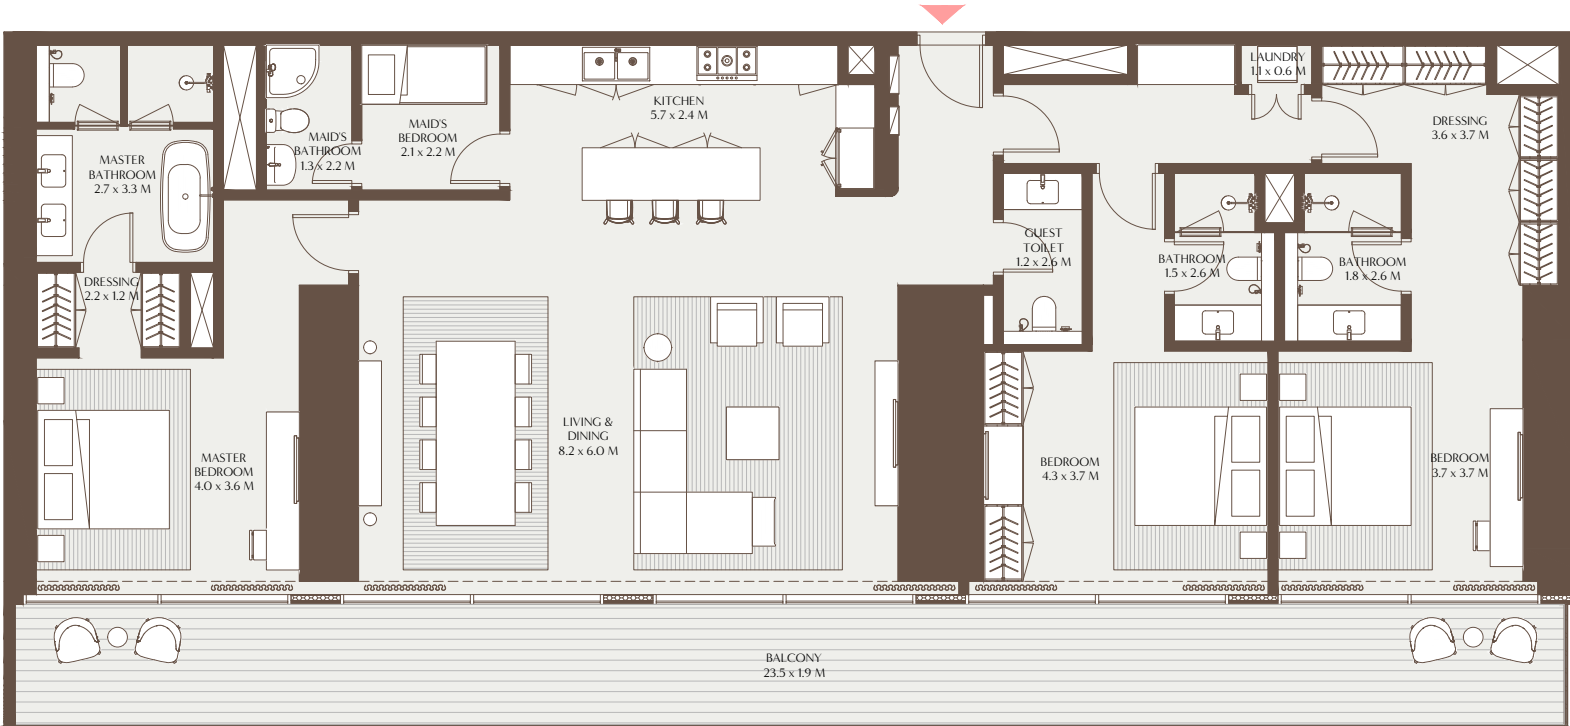 LAUNDRY
1.1 x 0.6 M
KITCHEN
5.7 x 2.4 M
DRESSING
3.6 x 3.7 M
MAID'S
BEDROOM
2.1 x 2.2 M
MAID'S
BATHROOM
1.3 x 2.2 M
MASTER
BATHROOM
2.7 x 3.3 M
GUEST
TOILET
1.2 x 2.6 M
BATHROOM
1.5 x 2.6 M
BATHROOM
1.8 x 2.6 M
DRESSING
2.2 x 1.2 M
LIVING &
DINING
8.2 x 6.0 M
MASTER
BEDROOM
4.0 x 3.6 M
BEDROOM
4.3 x 3.7 M
BEDROOM
3.7 x 3.7 M
BALCONY
23.5 x 1.9 M